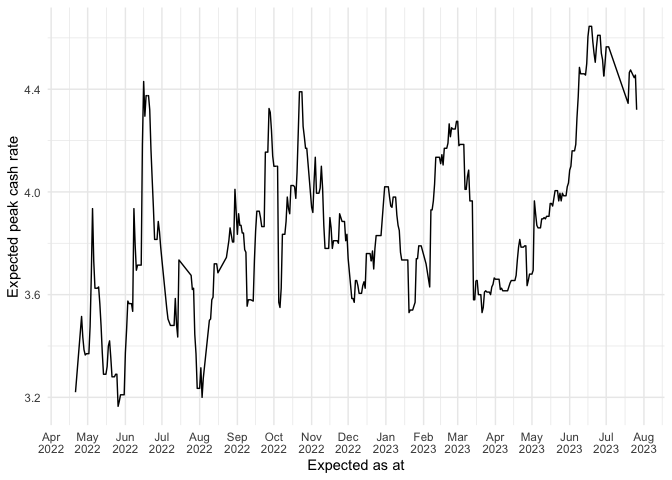 Expected peak cash rate
4.4
4.0
3.6
3.2
Apr May Jun Jul Aug Sep Oct Nov Dec Jan Feb Mar Apr May Jun Jul Aug
2022 2022 2022 2022 2022 2022 2022 2022 2022 2023 2023 2023 2023 2023 2023 2023 2023
Expected as at